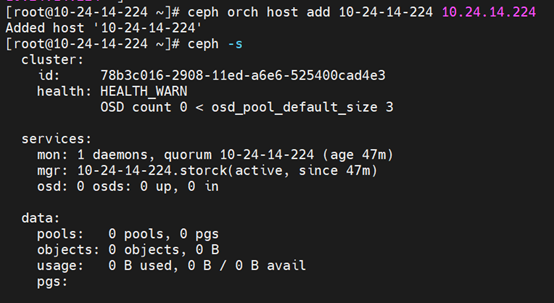 [root@10-24-14-224 ~]# ceph orch host add 10-24-14-224 10.24.14.224
Added host '10-24-14-224'
[root@10-24-14-224 ~]# ceph -s
  cluster:
    id:     78b3c016-2908-11ed-a6e6-525400cad4e3
    health: HEALTH_WARN
            OSD count 0 < osd_pool_default_size 3

  services:
    mon: 1 daemons, quorum 10-24-14-224 (age 47m)
    mgr: 10-24-14-224.storck(active, since 47m)
    osd: 0 osds: 0 up, 0 in

  data:
    pools:   0 pools, 0 pgs
    objects: 0 objects, 0 B
    usage:   0 B used, 0 B / 0 B avail
    pgs: